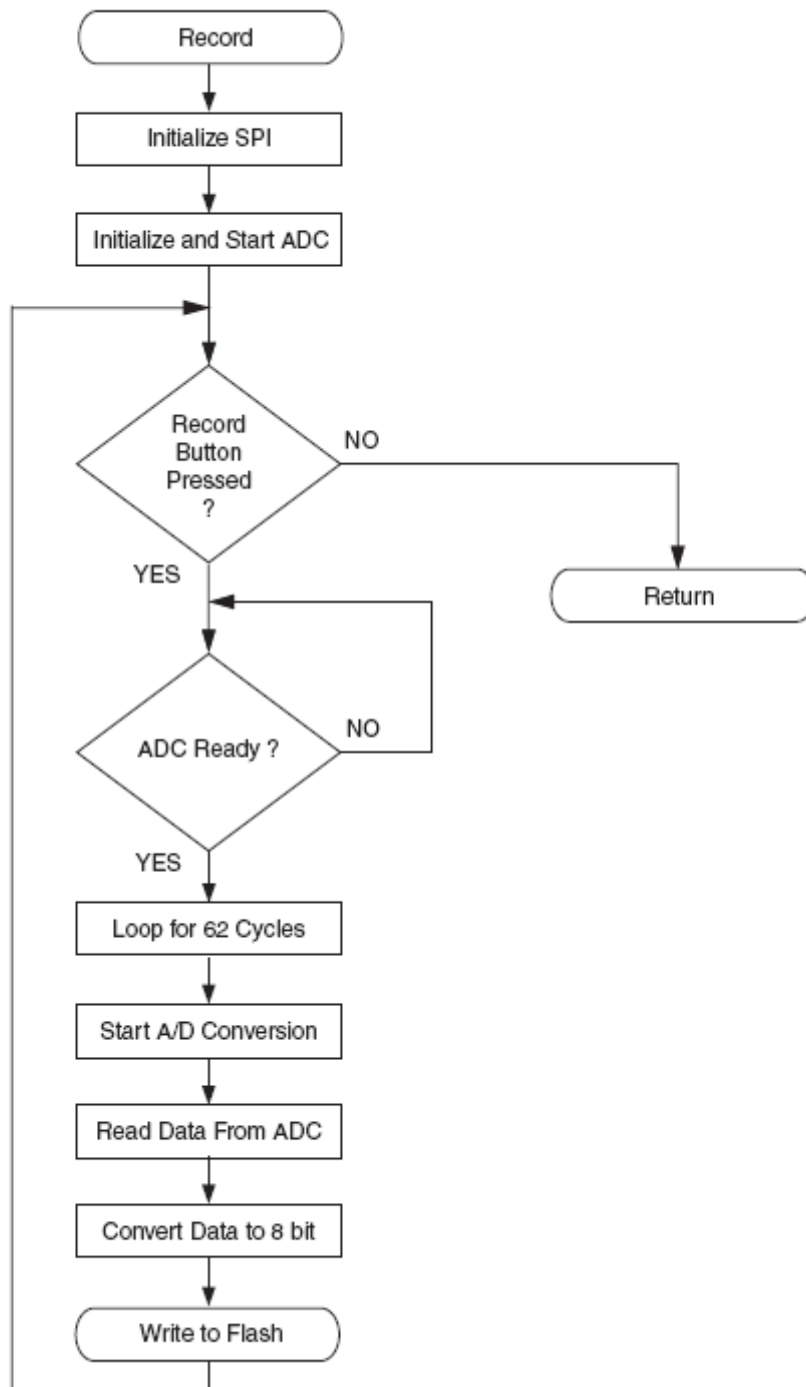 Record
Initialize SPI
Initialize and Start ADC
Record
Button
Pressed
?
NO
YES
Return
ADC Ready ?
NO
YES
Loop for 62 Cycles
Start A/D Conversion
Read Data From ADC
Convert Data to 8 bit
Write to Flash